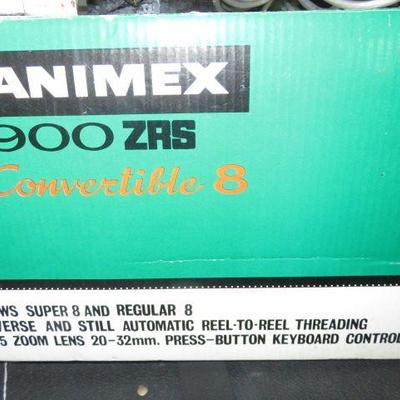 ANIMEX
900 ZRS
Convertible 8
WS SUPER 8 AND REGULAR 8
VERSE AND STILL AUTOMATIC REEL-TO-REEL THREADING
5 ZOOM LENS 20-32mm. PRESS-BUTTON KEYBOARD CONTROL